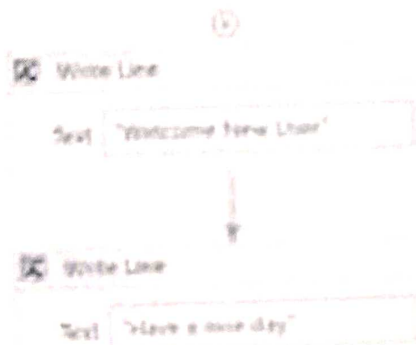 Write Line
Text "Welcome New User"
Write Line
Text "Have a nice day"